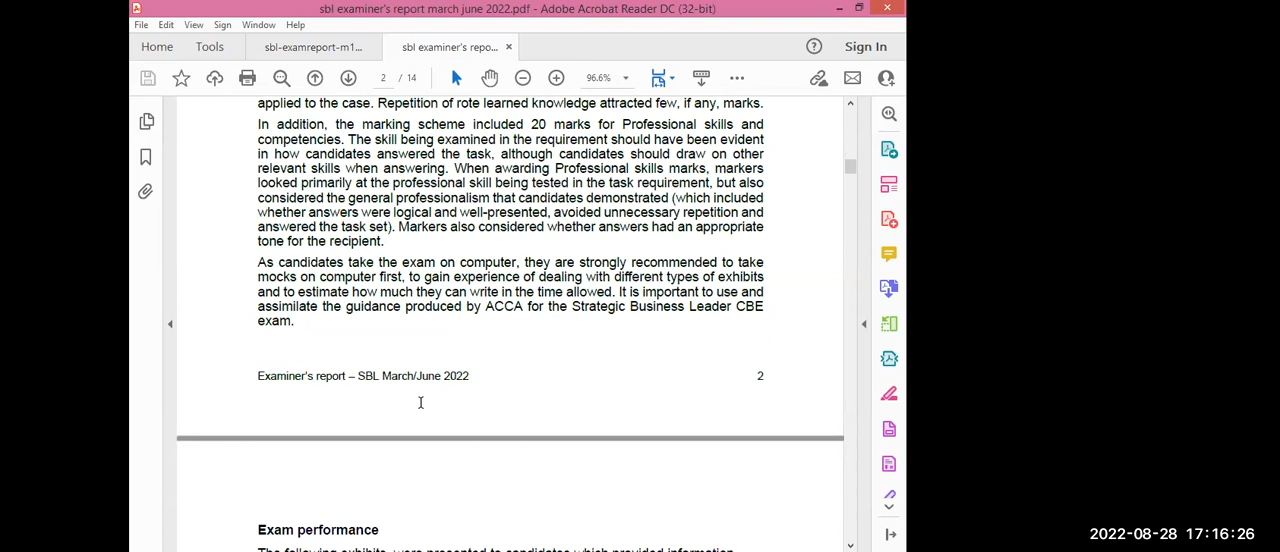 sbl examiner's report march june 2022.pdf - Adobe Acrobat Reader DC (32-bit)
File Edit View Sign Window Help
Home Tools sbl-examreport-m1... sbl examiner's repo... × Sign In
2 / 14 96.6%
applied to the case. Repetition of rote learned knowledge attracted few, if any, marks.
In addition, the marking scheme included 20 marks for Professional skills and
competencies. The skill being examined in the requirement should have been evident
in how candidates answered the task, although candidates should draw on other
relevant skills when answering. When awarding Professional skills marks, markers
looked primarily at the professional skill being tested in the task requirement, but also
considered the general professionalism that candidates demonstrated (which included
whether answers were logical and well-presented, avoided unnecessary repetition and
answered the task set). Markers also considered whether answers had an appropriate
tone for the recipient.
As candidates take the exam on computer, they are strongly recommended to take
mocks on computer first, to gain experience of dealing with different types of exhibits
and to estimate how much they can write in the time allowed. It is important to use and
assimilate the guidance produced by ACCA for the Strategic Business Leader CBE
exam.
Examiner's report – SBL March/June 2022 2
Exam performance
The following exhibits, were presented to candidates which provided information
2022-08-28 17:16:26